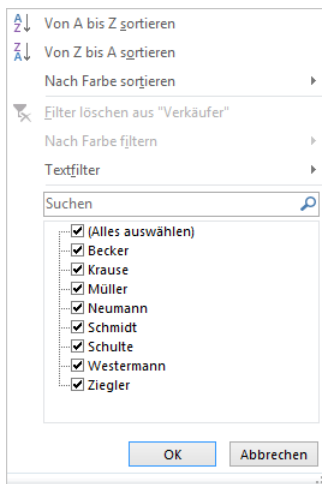 Von A bis Z sortieren
Von Z bis A sortieren
Nach Farbe sortieren
Filter löschen aus "Verkäufer"
Nach Farbe filtern
Textfilter
Suchen
(Alles auswählen)
Becker
Krause
Müller
Neumann
Schmidt
Schulte
Westermann
Ziegler
OK Abbrechen